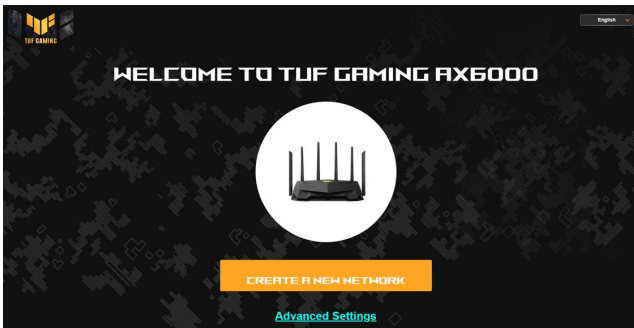 TUF GAMING
English
WELCOME TO TUF GAMING AX6000
CREATE A NEW NETWORK
Advanced Settings